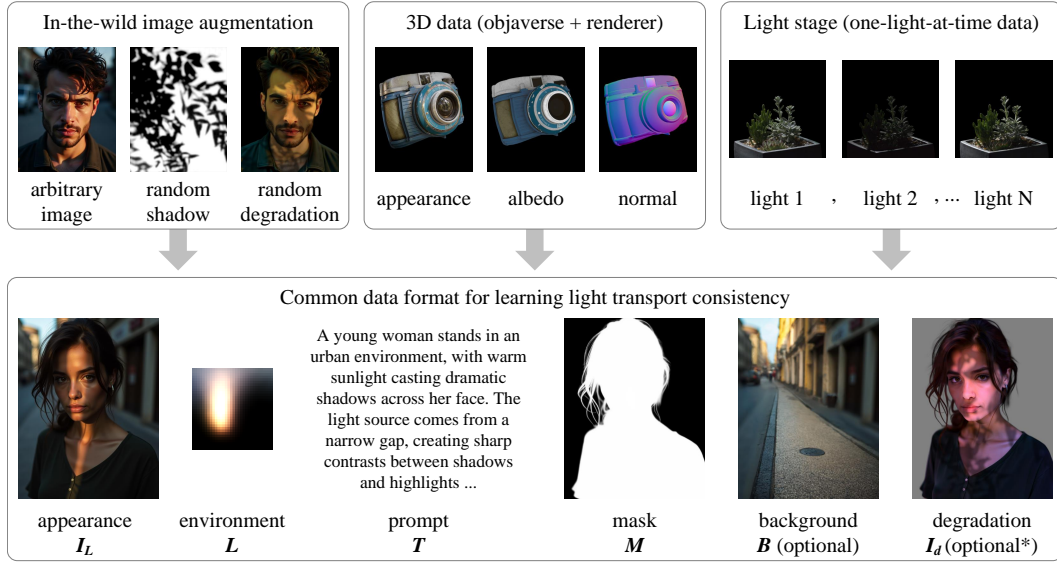 In-the-wild image augmentation
arbitrary
image
random
shadow
random
degradation
3D data (objaverse + renderer)
appearance
albedo
normal
Light stage (one-light-at-time data)
light 1 , light 2 , ... light N
Common data format for learning light transport consistency
A young woman stands in an
urban environment, with warm
sunlight casting dramatic
shadows across her face. The
light source comes from a
narrow gap, creating sharp
contrasts between shadows
and highlights ...
appearance
I_L
environment
L
prompt
T
mask
M
background
B (optional)
degradation
I_d (optional*)